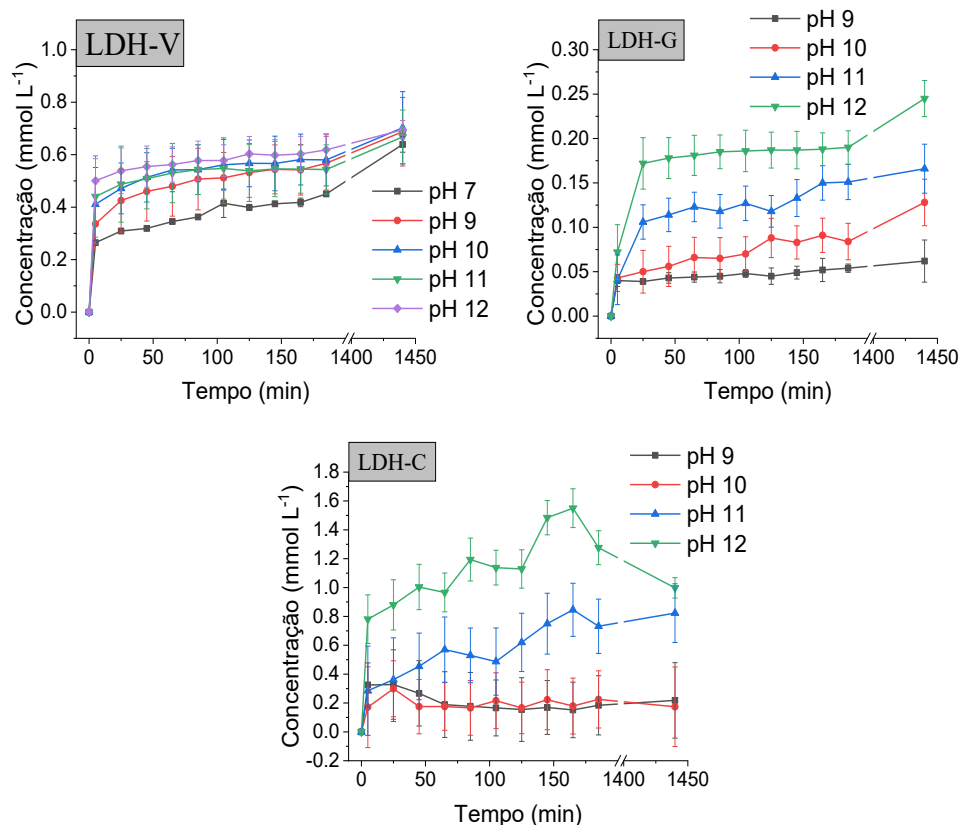 LDH-V
Concentração (mmol L-1)
1.0
0.8
0.6
0.4
0.2
0.0
0 50 100 150 1400 1450
Tempo (min)
pH 7
pH 9
pH 10
pH 11
pH 12
LDH-G
Concentração (mmol L-1)
0.30
0.25
0.20
0.15
0.10
0.05
0.00
0 50 100 150 1400 1450
Tempo (min)
pH 9
pH 10
pH 11
pH 12
LDH-C
Concentração (mmol L-1)
1.8
1.6
1.4
1.2
1.0
0.8
0.6
0.4
0.2
0.0
-0.2
0 50 100 150 1400 1450
Tempo (min)
pH 9
pH 10
pH 11
pH 12